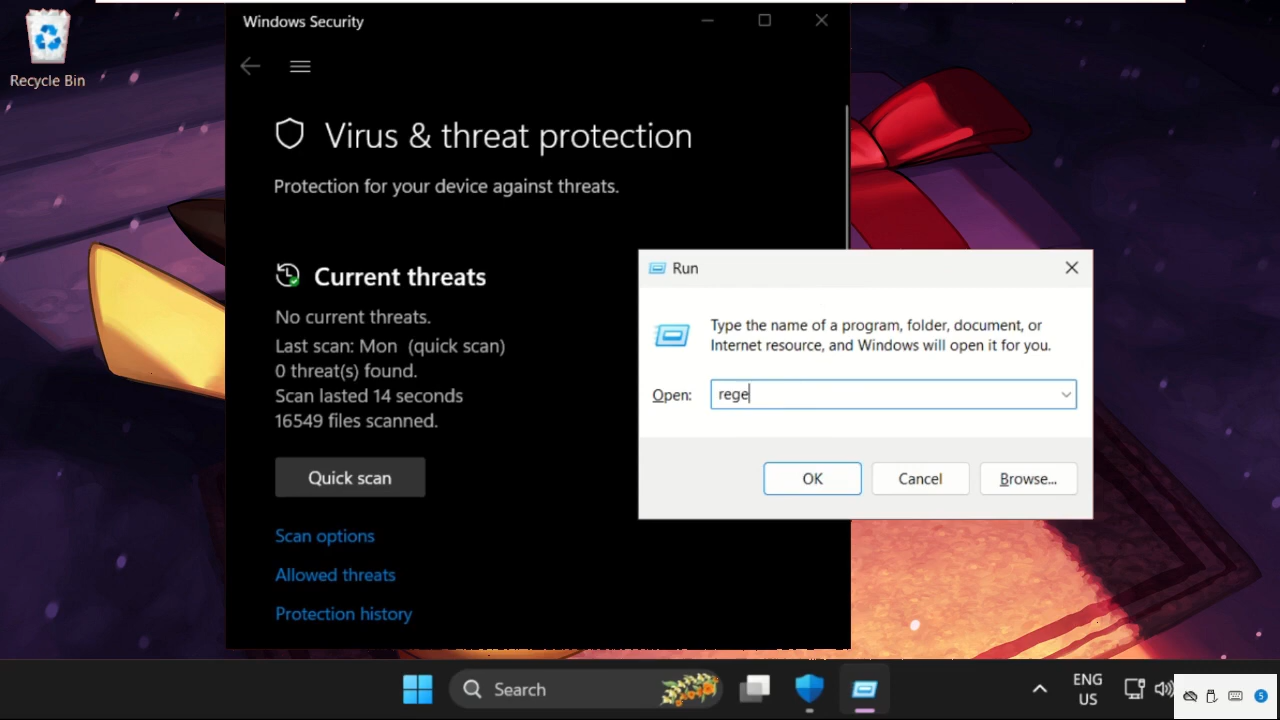 Windows Security
Recycle Bin
Virus & threat protection
Protection for your device against threats.
Current threats
No current threats.
Last scan: Mon (quick scan)
0 threat(s) found.
Scan lasted 14 seconds
16549 files scanned.
Quick scan
Scan options
Allowed threats
Protection history
Run
Type the name of a program, folder, document, or
Internet resource, and Windows will open it for you.
Open: rege
OK Cancel Browse...
Search
ENG
US
5